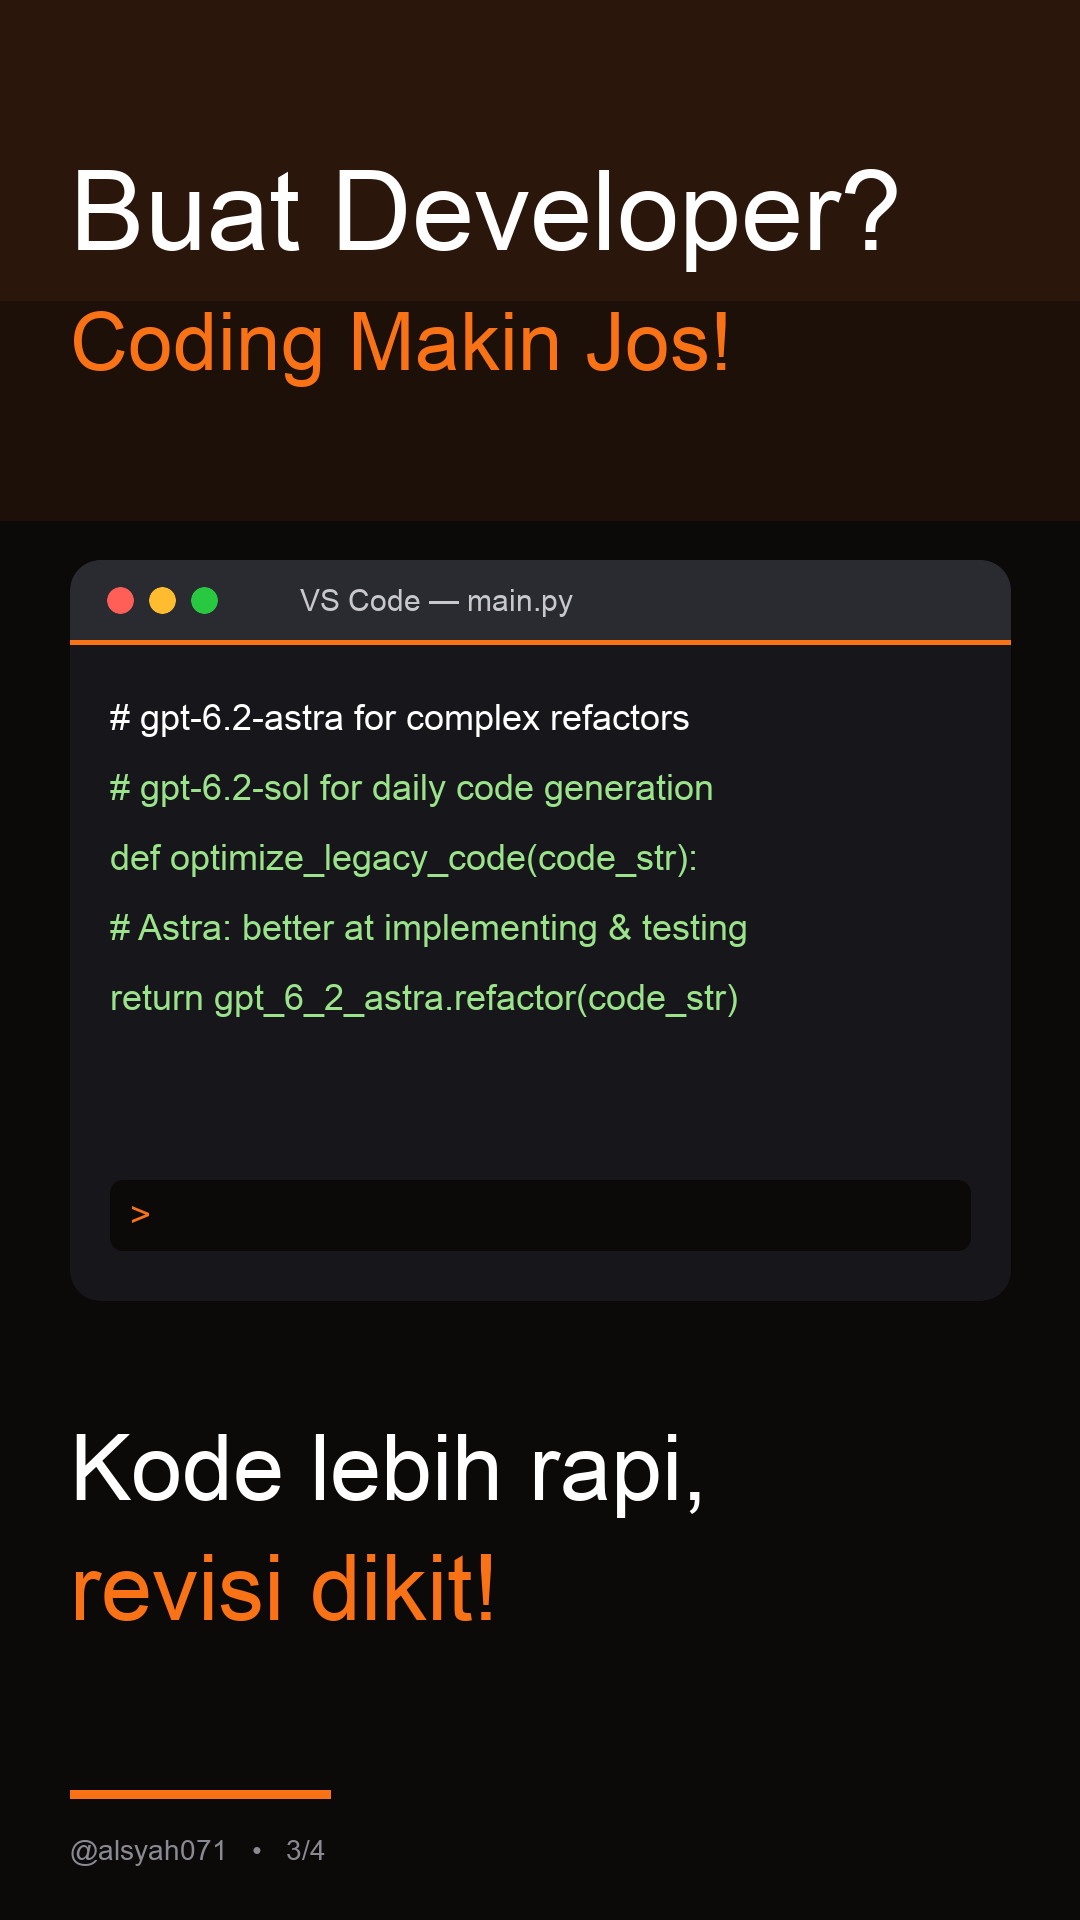 Buat Developer?
Coding Makin Jos!
VS Code — main.py
# gpt-6.2-astra for complex refactors
# gpt-6.2-sol for daily code generation
def optimize_legacy_code(code_str):
# Astra: better at implementing & testing
return gpt_6_2_astra.refactor(code_str)
>
Kode lebih rapi,
revisi dikit!
@alsyah071 • 3/4